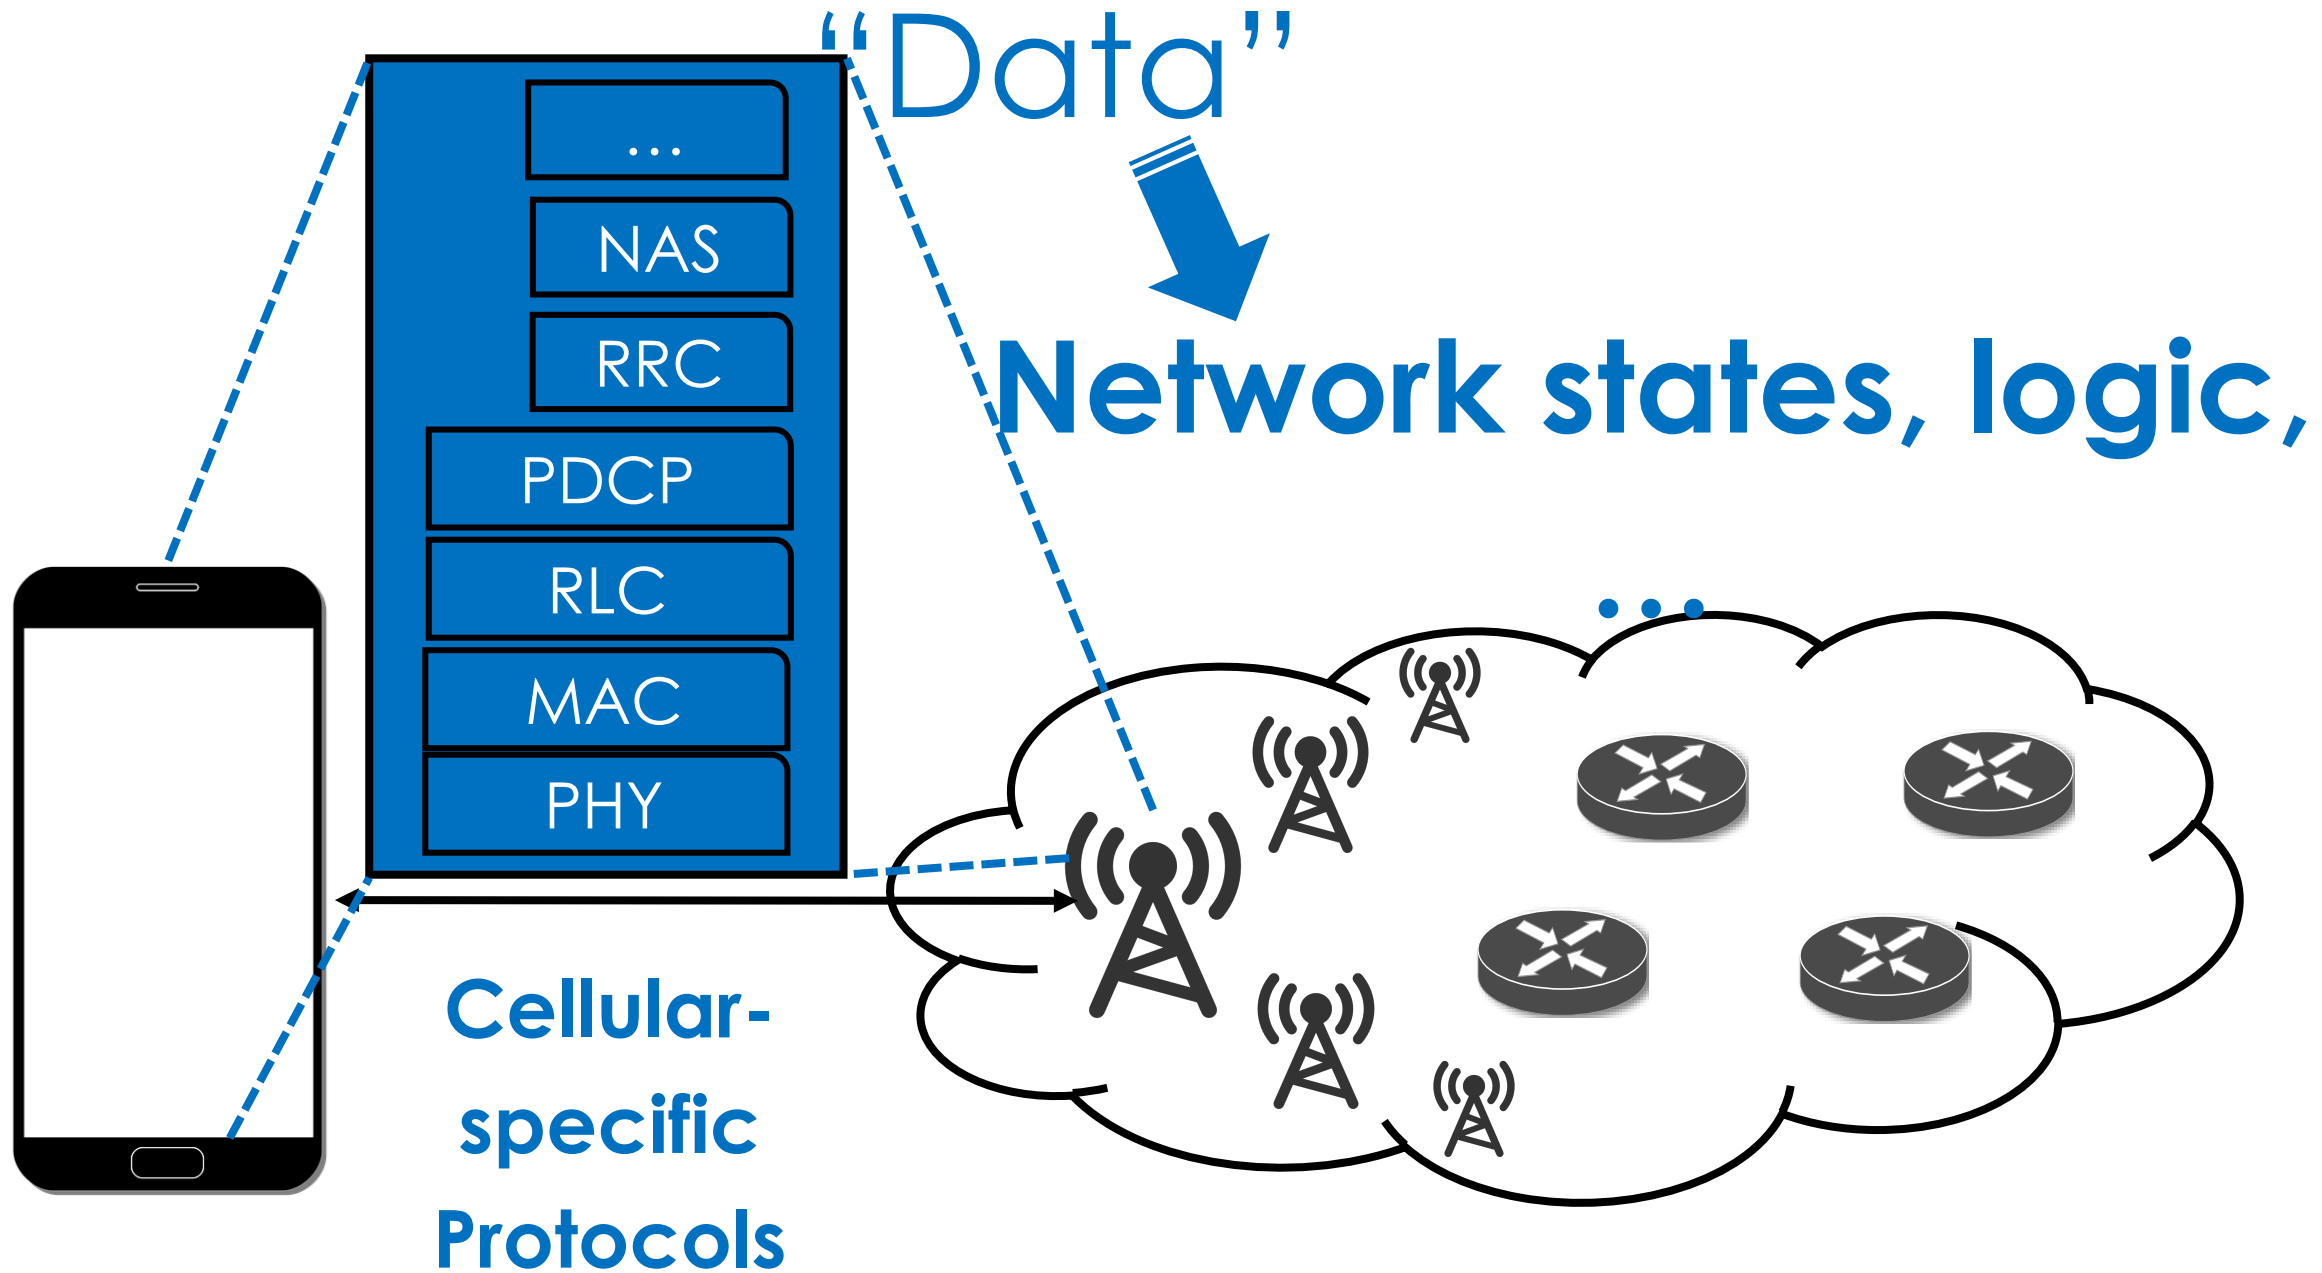 “Data”
…
NAS
RRC
PDCP
RLC
MAC
PHY
Network states, logic,
…
Cellular-
specific
Protocols